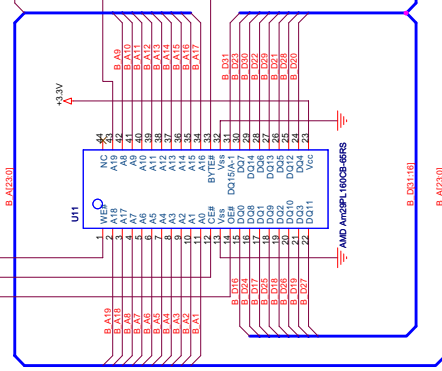 B_A9
B_A10
B_A11
B_A12
B_A13
B_A14
B_A15
B_A16
B_A17
B_D31
B_D23
B_D30
B_D22
B_D29
B_D21
B_D28
B_D20
+3.3V
44
43
42
41
40
39
38
37
36
35
34
33
32
31
30
29
28
27
26
25
24
23
NC
A19
A8
A9
A10
A11
A12
A13
A14
A15
A16
BYTE#
Vss
DQ15/A-1
DQ7
DQ14
DQ6
DQ13
DQ5
DQ12
DQ4
Vcc
B_A[23:0]
U11
AMD Am29PL160CB-65RS
B_D[31:16]
B_A[23:0]
WE#
A18
A17
A7
A6
A5
A4
A3
A2
A1
A0
CE#
Vss
OE#
DQ0
DQ8
DQ1
DQ9
DQ2
DQ10
DQ3
DQ11
1
2
3
4
5
6
7
8
9
10
11
12
13
14
15
16
17
18
19
20
21
22
B_A19
B_A18
B_A8
B_A7
B_A6
B_A5
B_A4
B_A3
B_A2
B_A1
B_D16
B_D24
B_D17
B_D25
B_D18
B_D26
B_D19
B_D27